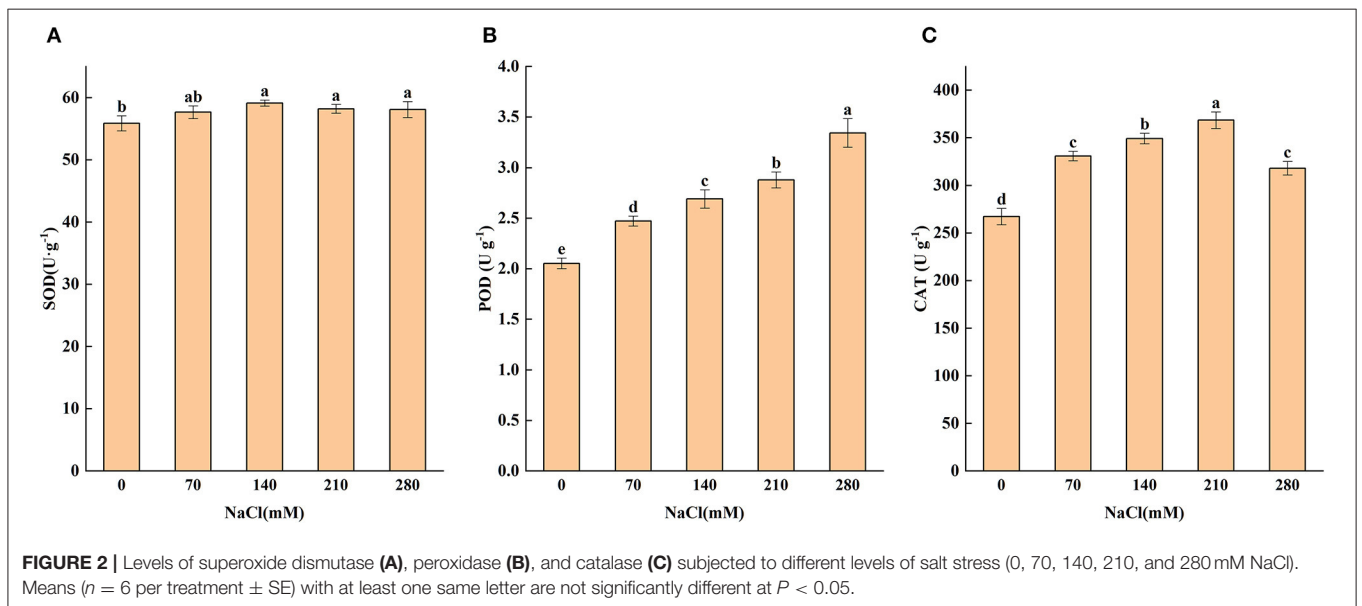 A
SOD(U·g⁻¹)
60
50
40
30
20
10
0
b
ab
a
a
a
0 70 140 210 280
NaCl(mM)
B
POD (U g⁻¹)
4.0
3.5
3.0
2.5
2.0
1.5
1.0
0.5
0.0
e
d
c
b
a
0 70 140 210 280
NaCl(mM)
C
CAT (U g⁻¹)
400
350
300
250
200
150
100
50
0
d
c
b
a
c
0 70 140 210 280
NaCl(mM)
FIGURE 2 | Levels of superoxide dismutase (A), peroxidase (B), and catalase (C) subjected to different levels of salt stress (0, 70, 140, 210, and 280 mM NaCl).
Means (n = 6 per treatment ± SE) with at least one same letter are not significantly different at P < 0.05.